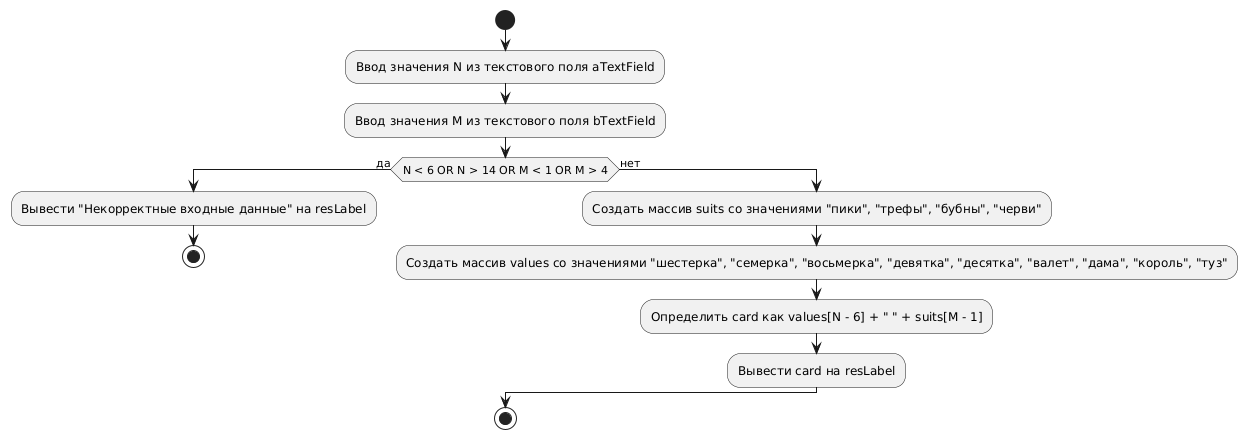 Ввод значения N из текстового поля aTextField
Ввод значения M из текстового поля bTextField
да
N < 6 OR N > 14 OR M < 1 OR M > 4
нет
Вывести "Некорректные входные данные" на resLabel
Создать массив suits со значениями "пики", "трефы", "бубны", "черви"
Создать массив values со значениями "шестерка", "семерка", "восьмерка", "девятка", "десятка", "валет", "дама", "король", "туз"
Определить card как values[N - 6] + " " + suits[M - 1]
Вывести card на resLabel